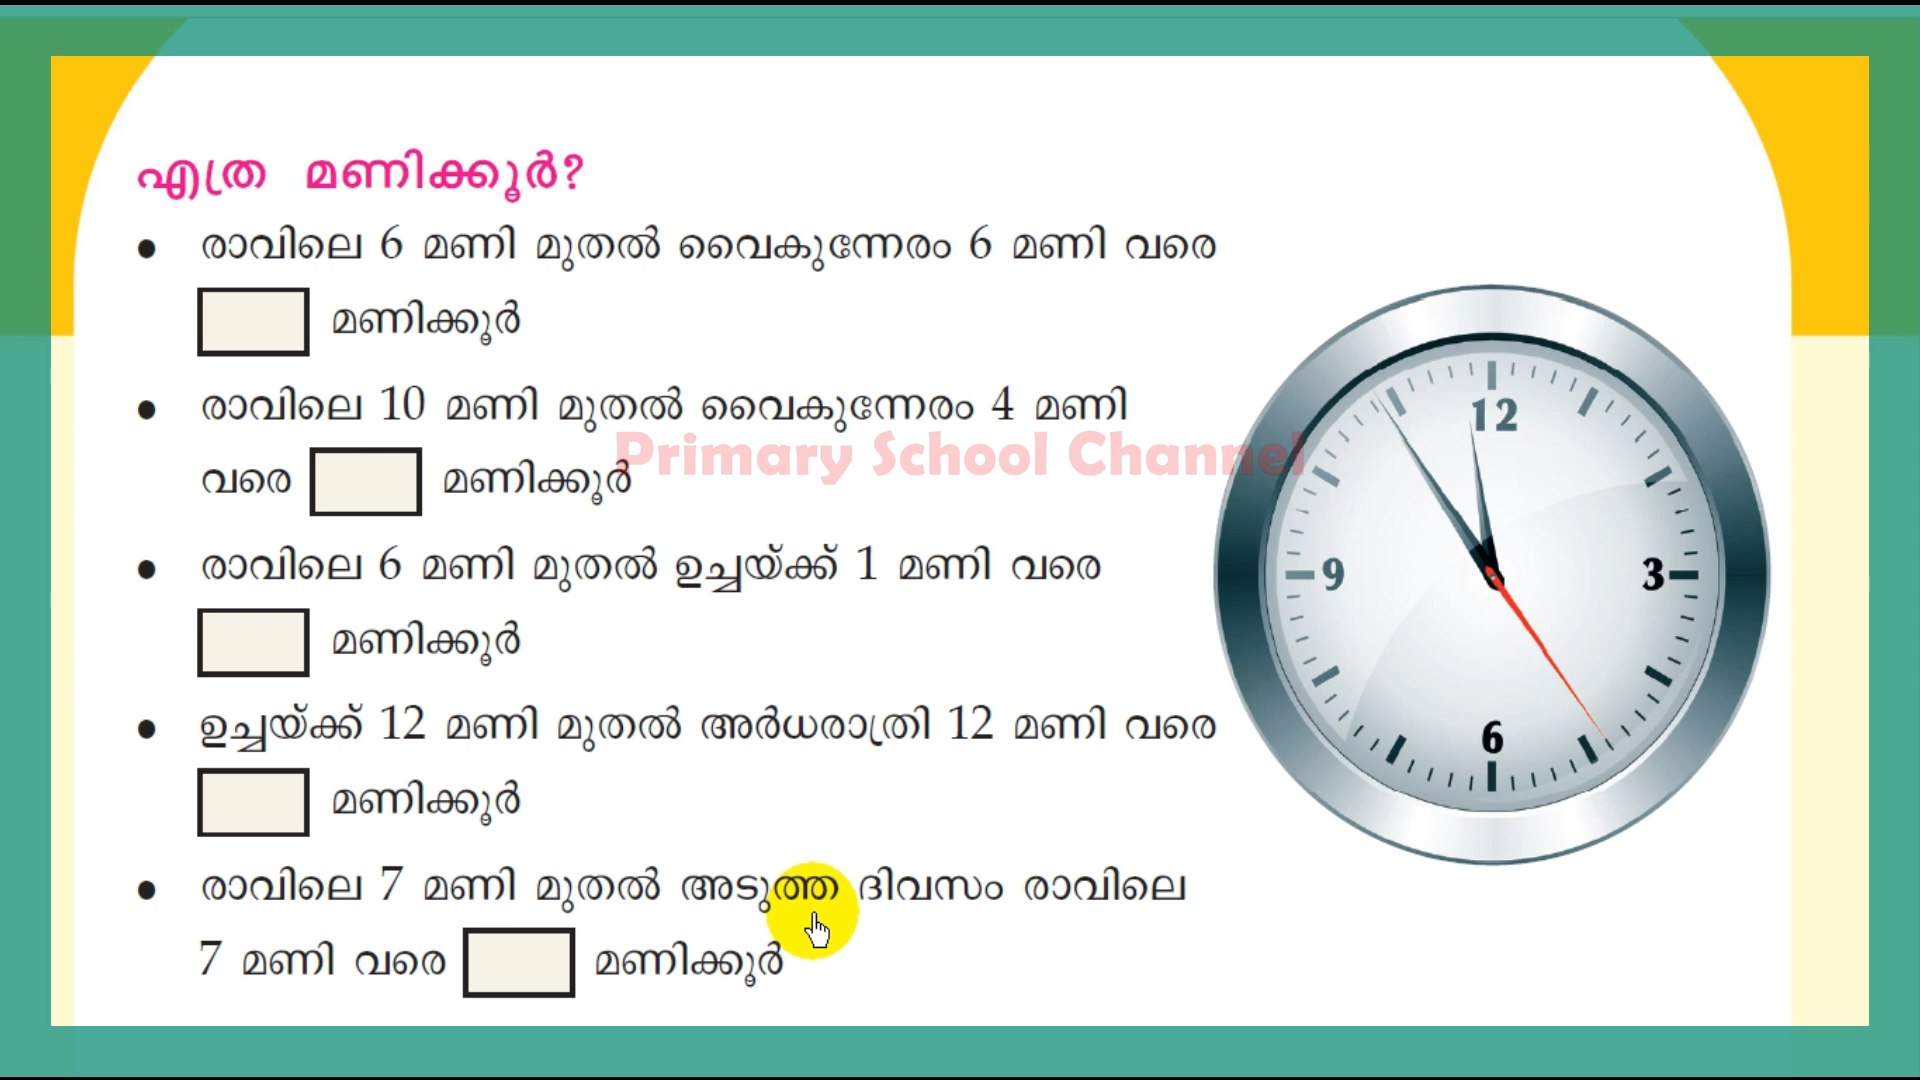 എത്ര മണിക്കൂർ?
• രാവിലെ 6 മണി മുതൽ വൈകുന്നേരം 6 മണി വരെ
മണിക്കൂർ
• രാവിലെ 10 മണി മുതൽ വൈകുന്നേരം 4 മണി
Primary School Channel
വരെ മണിക്കൂർ
• രാവിലെ 6 മണി മുതൽ ഉച്ചയ്ക്ക് 1 മണി വരെ
മണിക്കൂർ
• ഉച്ചയ്ക്ക് 12 മണി മുതൽ അർധരാത്രി 12 മണി വരെ
മണിക്കൂർ
• രാവിലെ 7 മണി മുതൽ അടുത്ത ദിവസം രാവിലെ
7 മണി വരെ മണിക്കൂർ
12
9 3
6